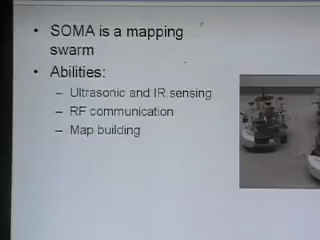 • SOMA is a mapping
swarm
• Abilities:
– Ultrasonic and IR sensing
– RF communication
– Map building